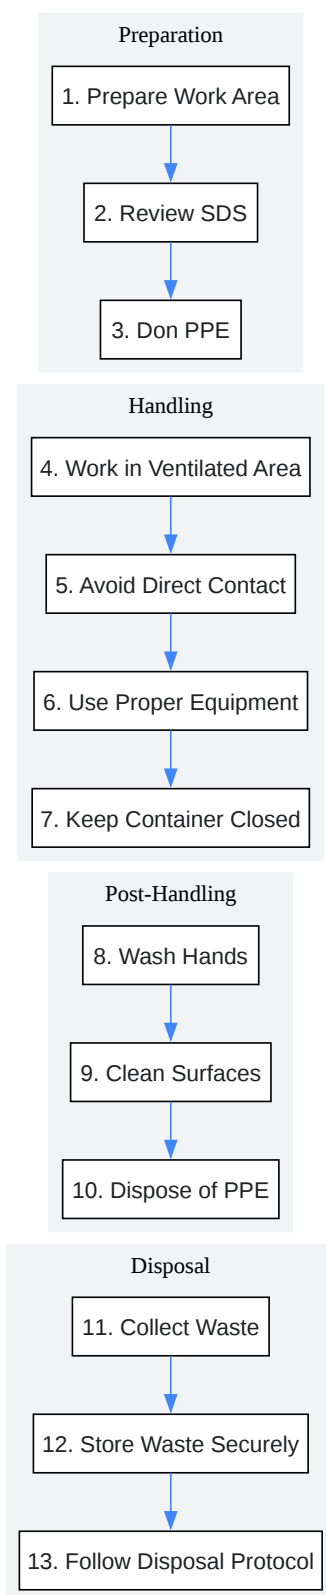 Preparation
1. Prepare Work Area
2. Review SDS
3. Don PPE
Handling
4. Work in Ventilated Area
5. Avoid Direct Contact
6. Use Proper Equipment
7. Keep Container Closed
Post-Handling
8. Wash Hands
9. Clean Surfaces
10. Dispose of PPE
Disposal
11. Collect Waste
12. Store Waste Securely
13. Follow Disposal Protocol